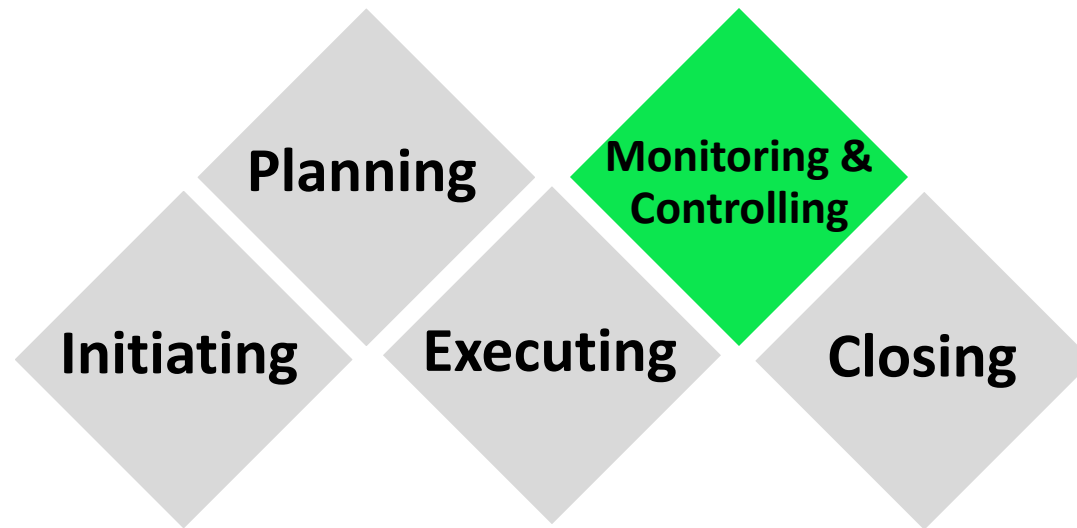 Initiating
Planning
Executing
Monitoring &
Controlling
Closing